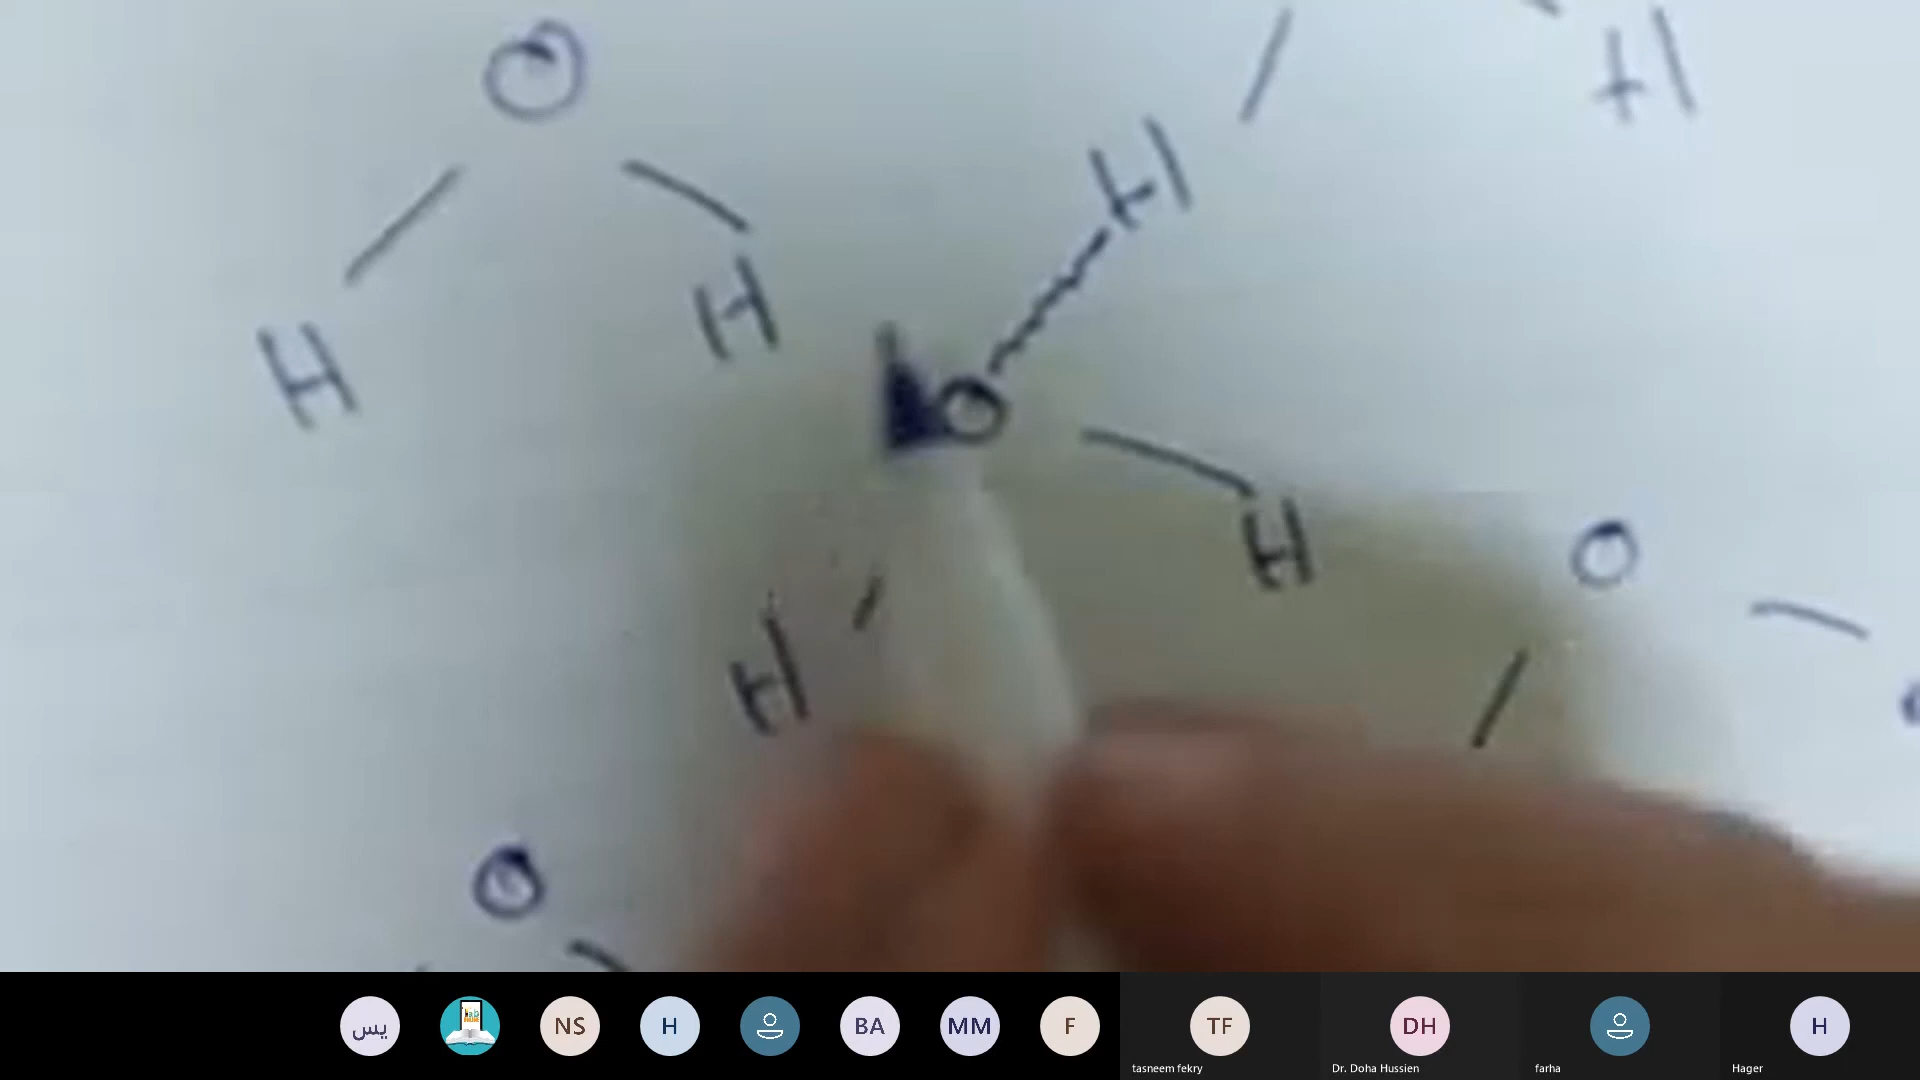 O
H
H
H
H
O
H
H
O
O
يس
NS
H
BA
MM
F
TF
DH
H
tasneem fekry
Dr. Doha Hussien
farha
Hager